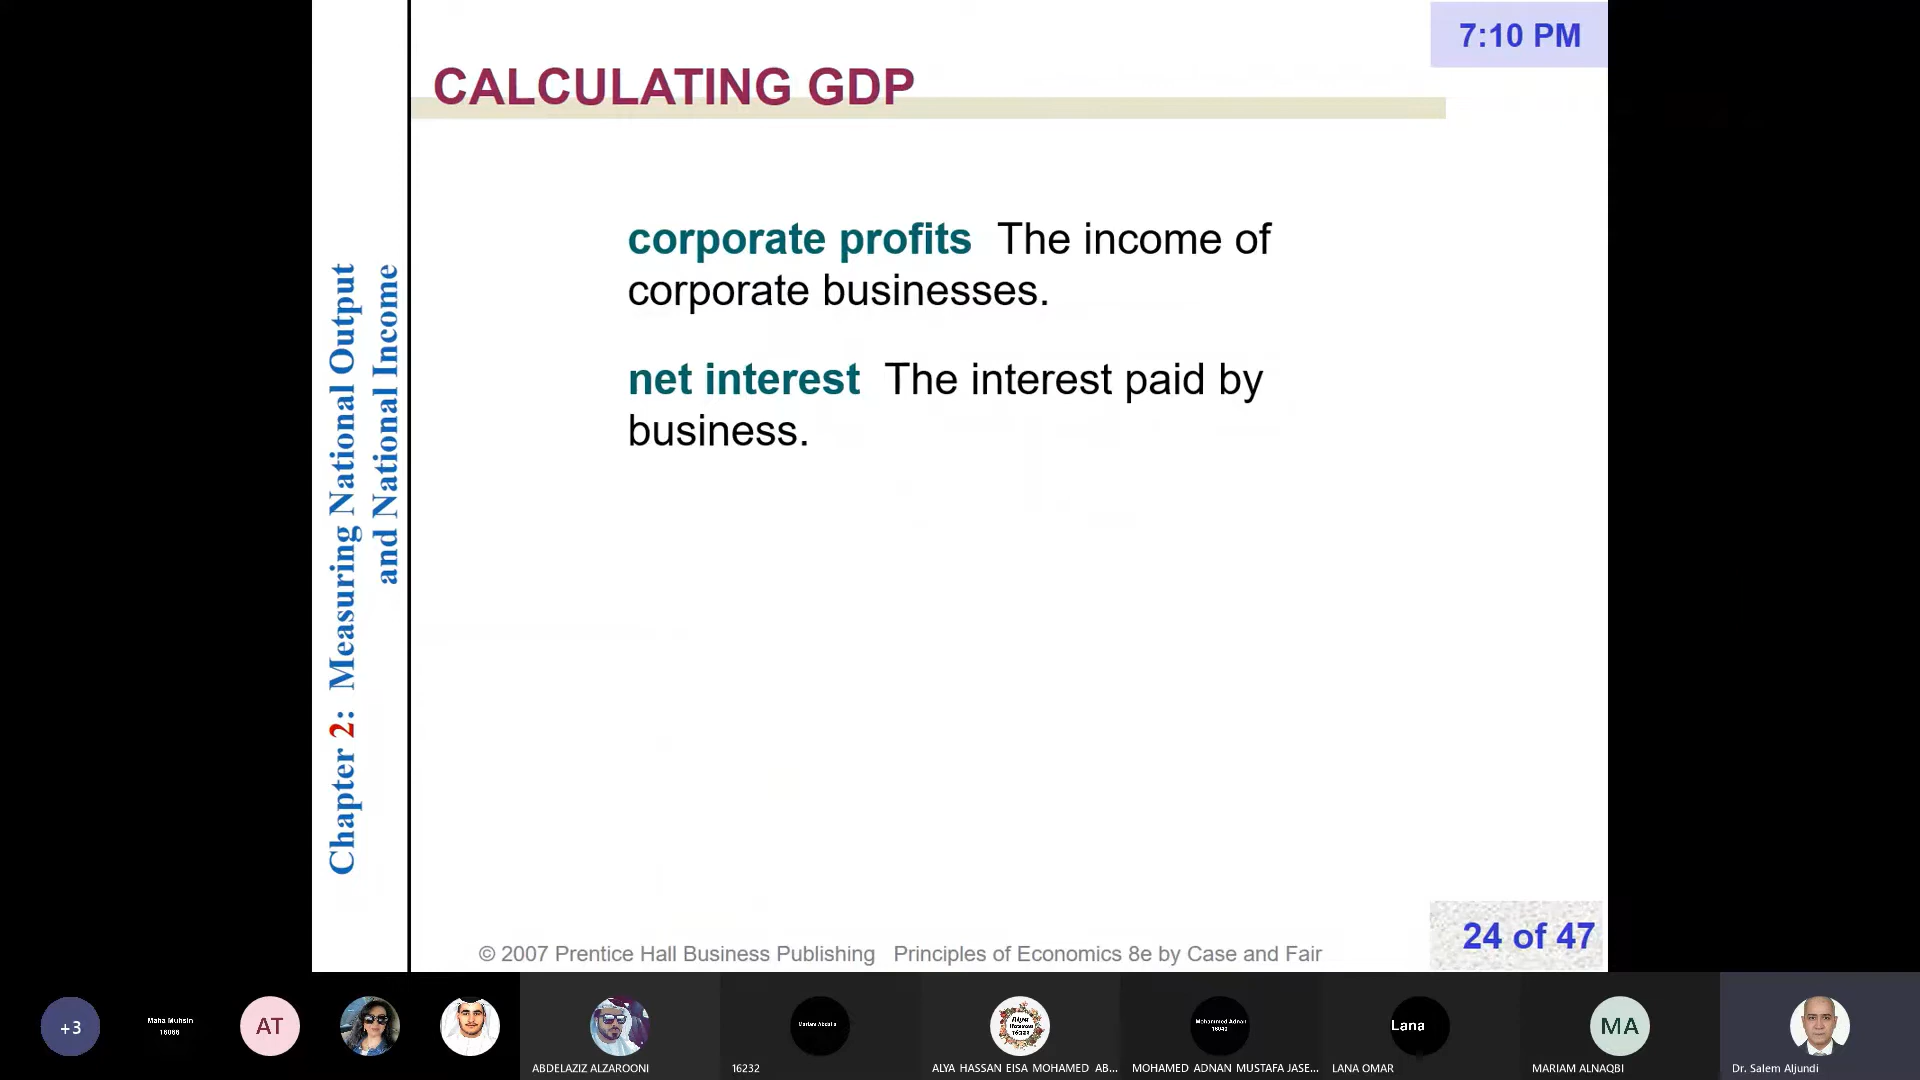 7:10 PM
CALCULATING GDP
corporate profits The income of
corporate businesses.
net interest The interest paid by
business.
Chapter 2: Measuring National Output
and National Income
© 2007 Prentice Hall Business Publishing Principles of Economics 8e by Case and Fair
24 of 47
+3
Maha Muhsin
16066
AT
ABDELAZIZ ALZAROONI
16232
ALYA HASSAN EISA MOHAMED AB...
Mohammed Adnan
MOHAMED ADNAN MUSTAFA JASE...
Lana
LANA OMAR
MA
MARIAM ALNAQBI
Dr. Salem Aljundi